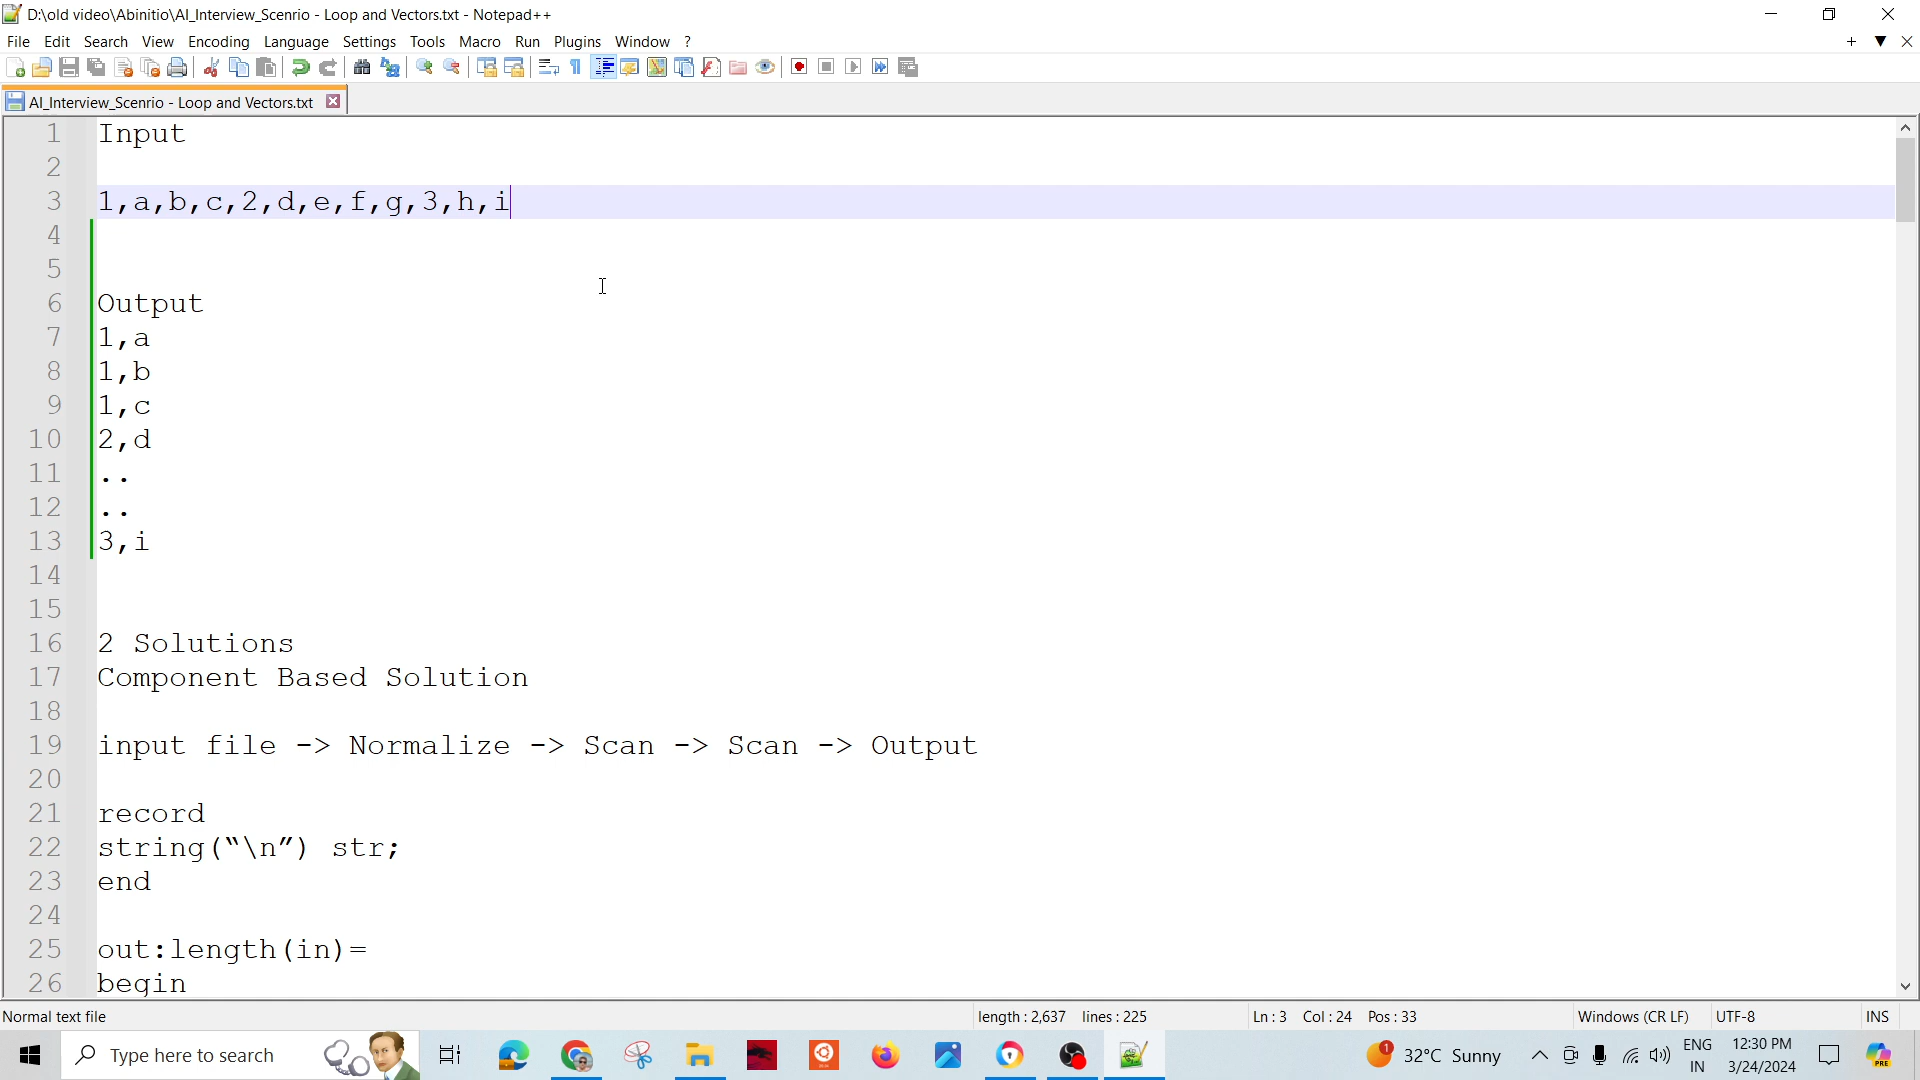 D:\old video\Abinitio\AI_Interview_Scenrio - Loop and Vectors.txt - Notepad++
File Edit Search View Encoding Language Settings Tools Macro Run Plugins Window ?
AI_Interview_Scenrio - Loop and Vectors.txt
1 Input
2
3 1,a,b,c,2,d,e,f,g,3,h,i
4
5
6 Output
7 1,a
8 1,b
9 1,c
10 2,d
11 ..
12 ..
13 3,i
14
15
16 2 Solutions
17 Component Based Solution
18
19 input file -> Normalize -> Scan -> Scan -> Output
20
21 record
22 string(“\n”) str;
23 end
24
25 out:length(in)=
26 begin
Normal text file length : 2,637 lines : 225 Ln : 3 Col : 24 Pos : 33 Windows (CR LF) UTF-8 INS
Type here to search 1 32°C Sunny ENG IN 12:30 PM 3/24/2024 PRE